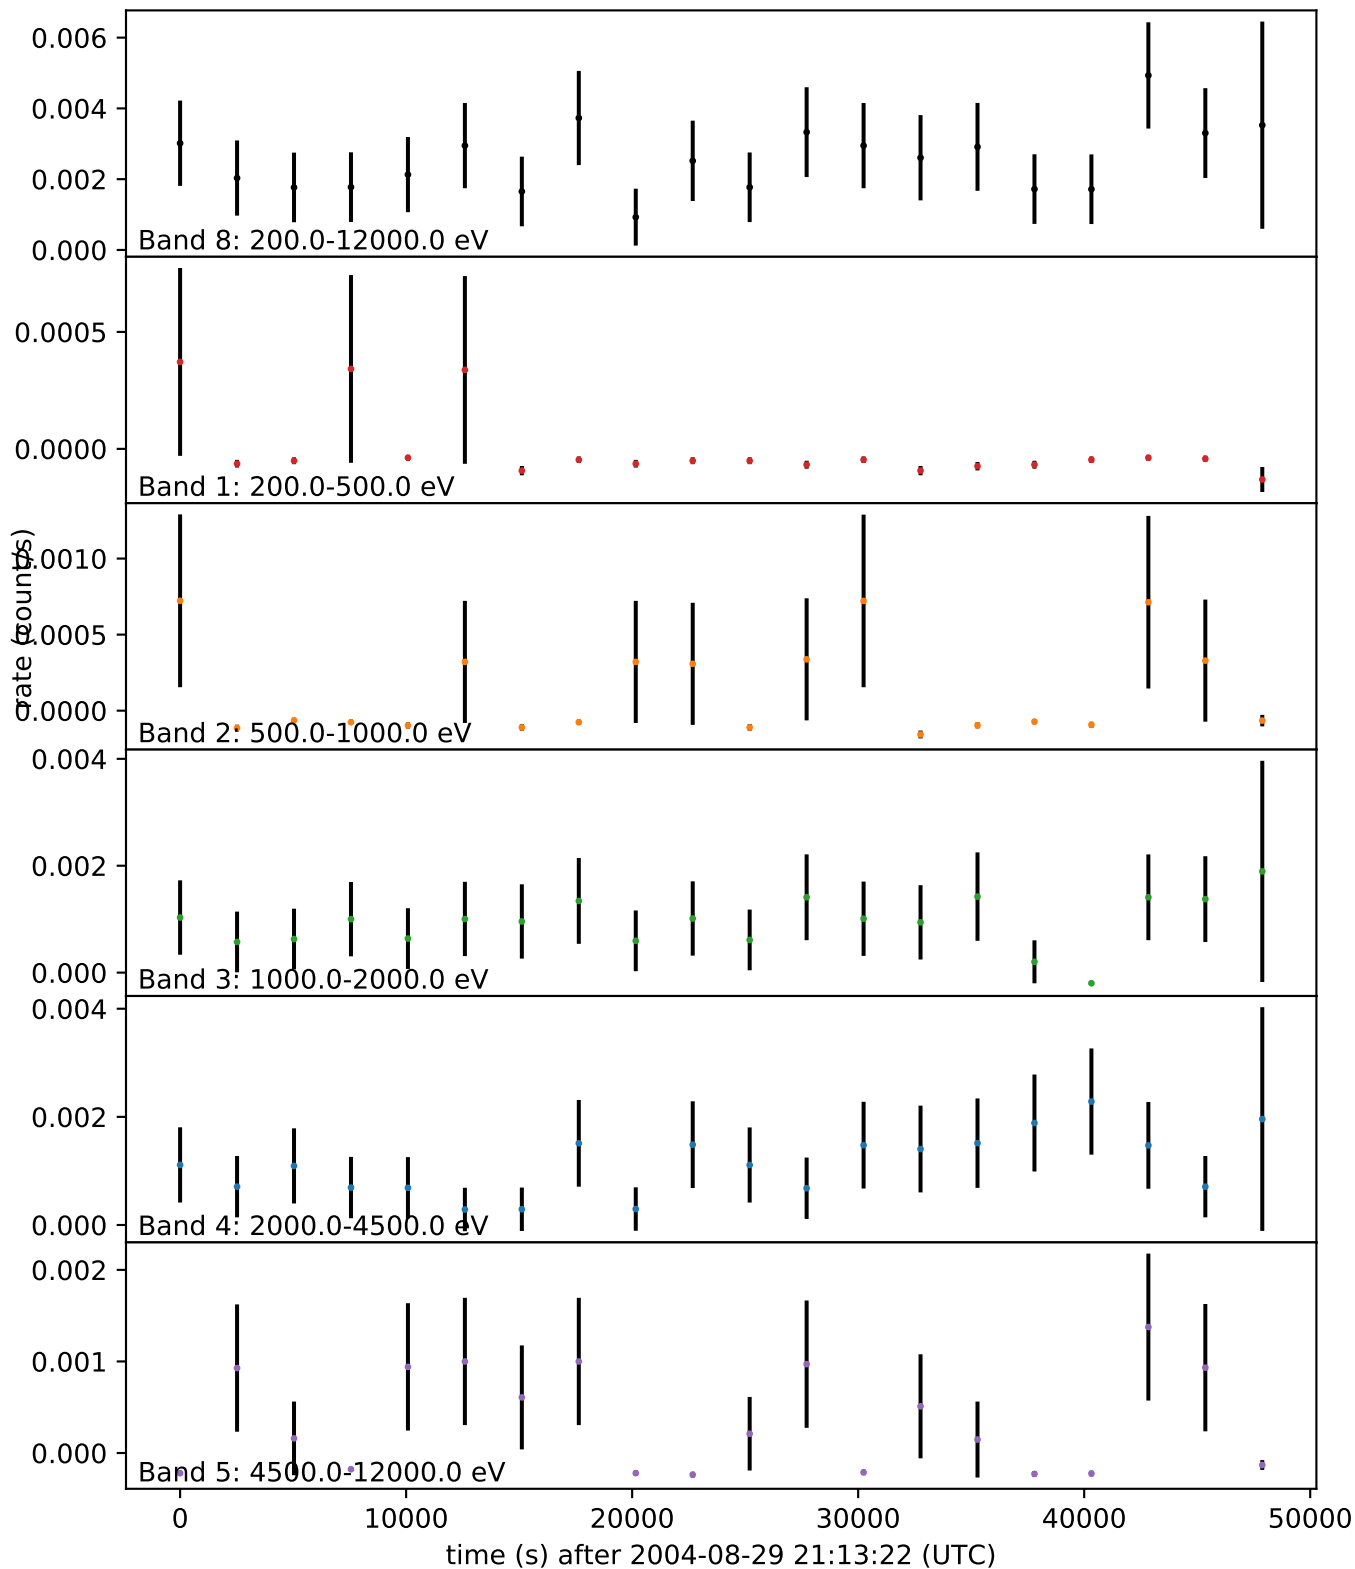 0.006
0.004
0.002
0.000
Band 8: 200.0-12000.0 eV
0.0005
0.0000
Band 1: 200.0-500.0 eV
rate (count/s)
0.0010
0.0005
0.0000
Band 2: 500.0-1000.0 eV
0.004
0.002
0.000
Band 3: 1000.0-2000.0 eV
0.004
0.002
0.000
Band 4: 2000.0-4500.0 eV
0.002
0.001
0.000
Band 5: 4500.0-12000.0 eV
0 10000 20000 30000 40000 50000
time (s) after 2004-08-29 21:13:22 (UTC)